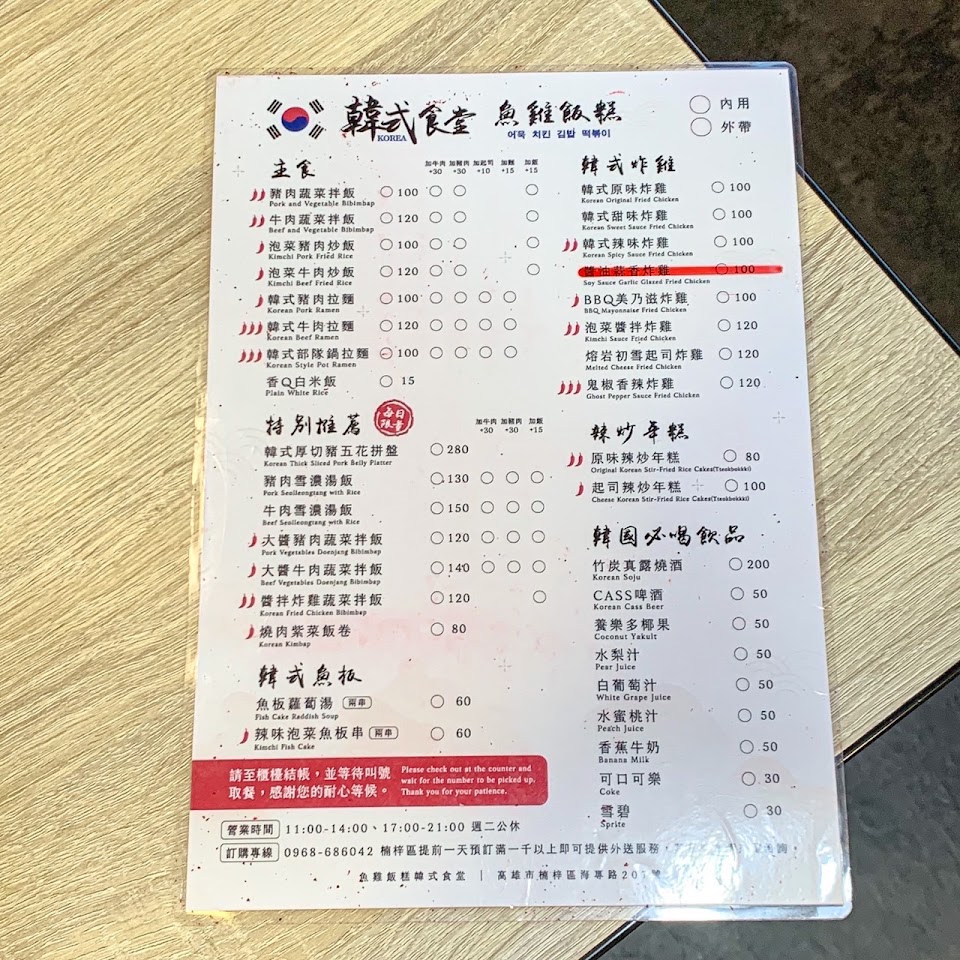 韓式食堂 魚雞飯糕
KOREA
어묵 치킨 김밥 떡볶이
內用
外帶
主食
加牛肉 +30 加豬肉 +30 加起司 +10 加麵 +15 加飯 +15
豬肉蔬菜拌飯 100
Pork and Vegetable Bibimbap
牛肉蔬菜拌飯 120
Beef and Vegetable Bibimbap
泡菜豬肉炒飯 100
Kimchi Pork Fried Rice
泡菜牛肉炒飯 120
Kimchi Beef Fried Rice
韓式豬肉拉麵 100
Korean Pork Ramen
韓式牛肉拉麵 120
Korean Beef Ramen
韓式部隊鍋拉麵 100
Korean Style Pot Ramen
香Q白米飯 15
Plain White Rice
特別推薦 每日限量
加牛肉 +30 加豬肉 +30 加飯 +15
韓式厚切豬五花拼盤 280
Korean Thick Sliced Pork Belly Platter
豬肉雪濃湯飯 130
Pork Seolleongtang with Rice
牛肉雪濃湯飯 150
Beef Seolleongtang with Rice
大醬豬肉蔬菜拌飯 120
Pork Vegetables Doenjang Bibimbap
大醬牛肉蔬菜拌飯 140
Beef Vegetables Doenjang Bibimbap
醬拌炸雞蔬菜拌飯 120
Korean Fried Chicken Bibimbap
燒肉紫菜飯卷 80
Korean Kimbap
韓式魚板
魚板蘿蔔湯 兩串 60
Fish Cake Raddish Soup
辣味泡菜魚板串 兩串 60
Kimchi Fish Cake
韓式炸雞
韓式原味炸雞 100
Korean Original Fried Chicken
韓式甜味炸雞 100
Korean Sweet Sauce Fried Chicken
韓式辣味炸雞 100
Korean Spicy Sauce Fried Chicken
醬油蒜香炸雞 100
Soy Sauce Garlic Glazed Fried Chicken
BBQ美乃滋炸雞 100
BBQ Mayonnaise Fried Chicken
泡菜醬拌炸雞 120
Kimchi Sauce Fried Chicken
熔岩初雪起司炸雞 120
Melted Cheese Fried Chicken
鬼椒香辣炸雞 120
Ghost Pepper Sauce Fried Chicken
辣炒年糕
原味辣炒年糕 80
Original Korean Stir-Fried Rice Cakes(Tteokbokkki)
起司辣炒年糕 100
Cheese Korean Stir-Fried Rice Cakes(Tteokbokkki)
韓国必喝飲品
竹炭真露燒酒 200
Korean Soju
CASS啤酒 50
Korean Cass Beer
養樂多椰果 50
Coconut Yakult
水梨汁 50
Pear Juice
白葡萄汁 50
White Grape Juice
水蜜桃汁 50
Peach Juice
香蕉牛奶 50
Banana Milk
可口可樂 30
Coke
雪碧 30
Sprite
請至櫃檯結帳，並等待叫號
取餐，感謝您的耐心等候。
Please check out at the counter and
wait for the number to be picked up.
Thank you for your patience.
營業時間 11:00-14:00、17:00-21:00 週二公休
訂購專線 0968-686042 楠梓區提前一天預訂滿一千以上即可提供外送服務，
魚雞飯糕韓式食堂 | 高雄市楠梓區海專路207號